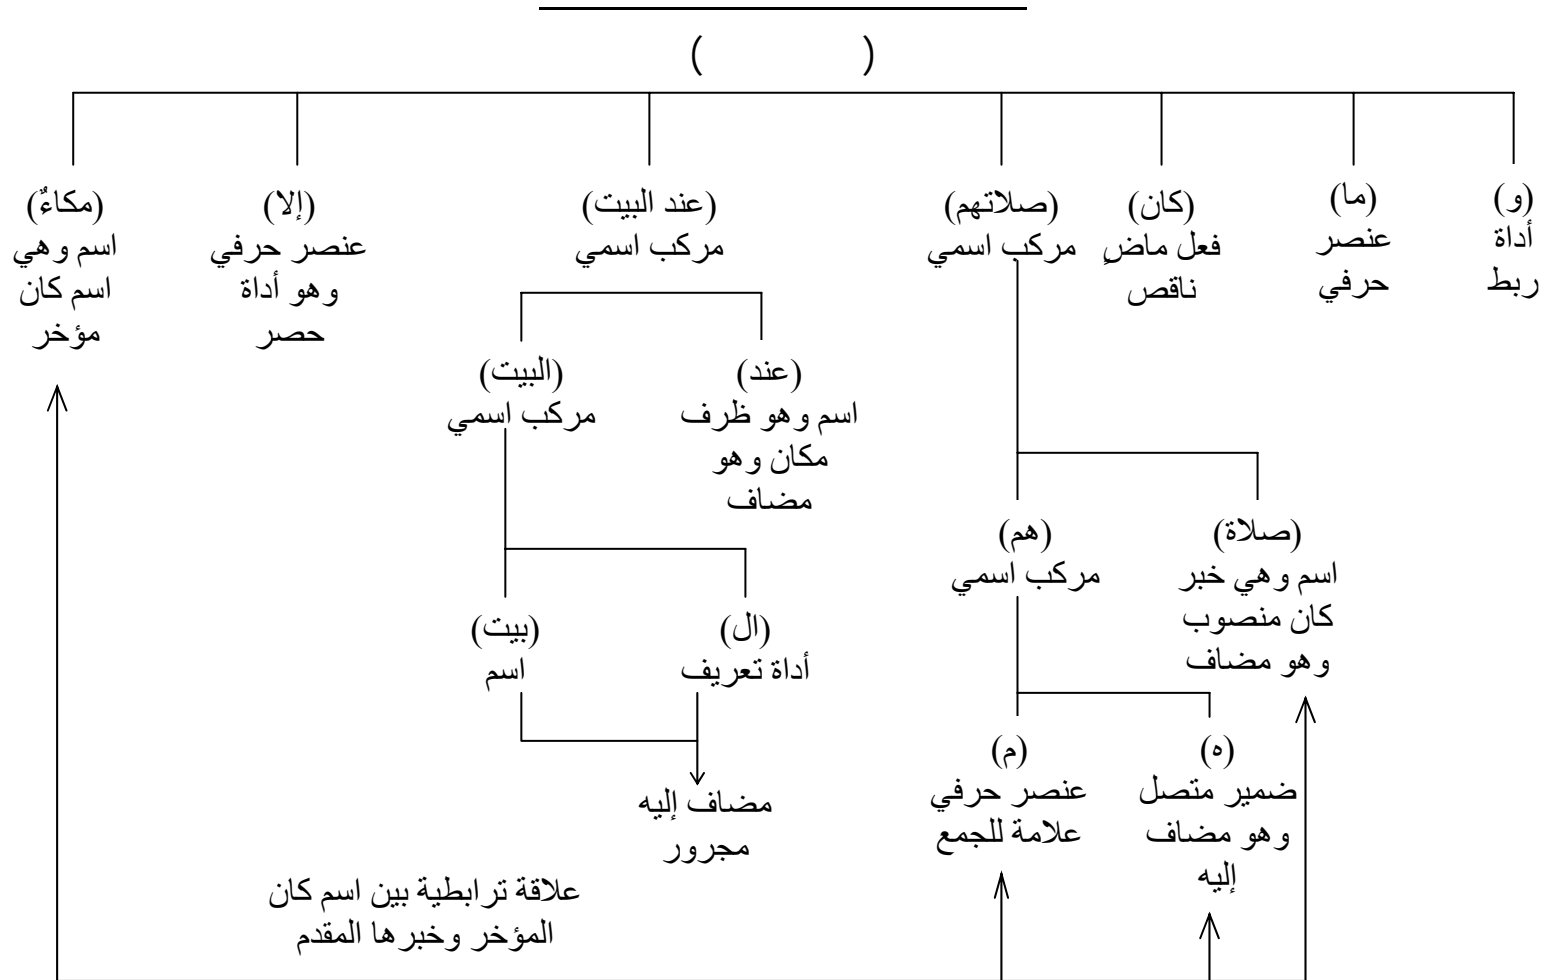 ( )
(و)
أداة
ربط
(ما)
عنصر
حرفي
(كان)
فعل ماضٍ
ناقص
(صلاتهم)
مركب اسمي
(عند البيت)
مركب اسمي
(إلا)
عنصر حرفي
وهو أداة
حصر
(مكاءٌ)
اسم وهي
اسم كان
مؤخر
(عند)
اسم وهو ظرف
مكان وهو
مضاف
(البيت)
مركب اسمي
(صلاة)
اسم وهي خبر
كان منصوب
وهو مضاف
(هم)
مركب اسمي
(ال)
أداة تعريف
(بيت)
اسم
(ه)
ضمير متصل
وهو مضاف
إليه
(م)
عنصر حرفي
علامة للجمع
مضاف إليه
مجرور
علاقة ترابطية بين اسم كان
المؤخر وخبرها المقدم